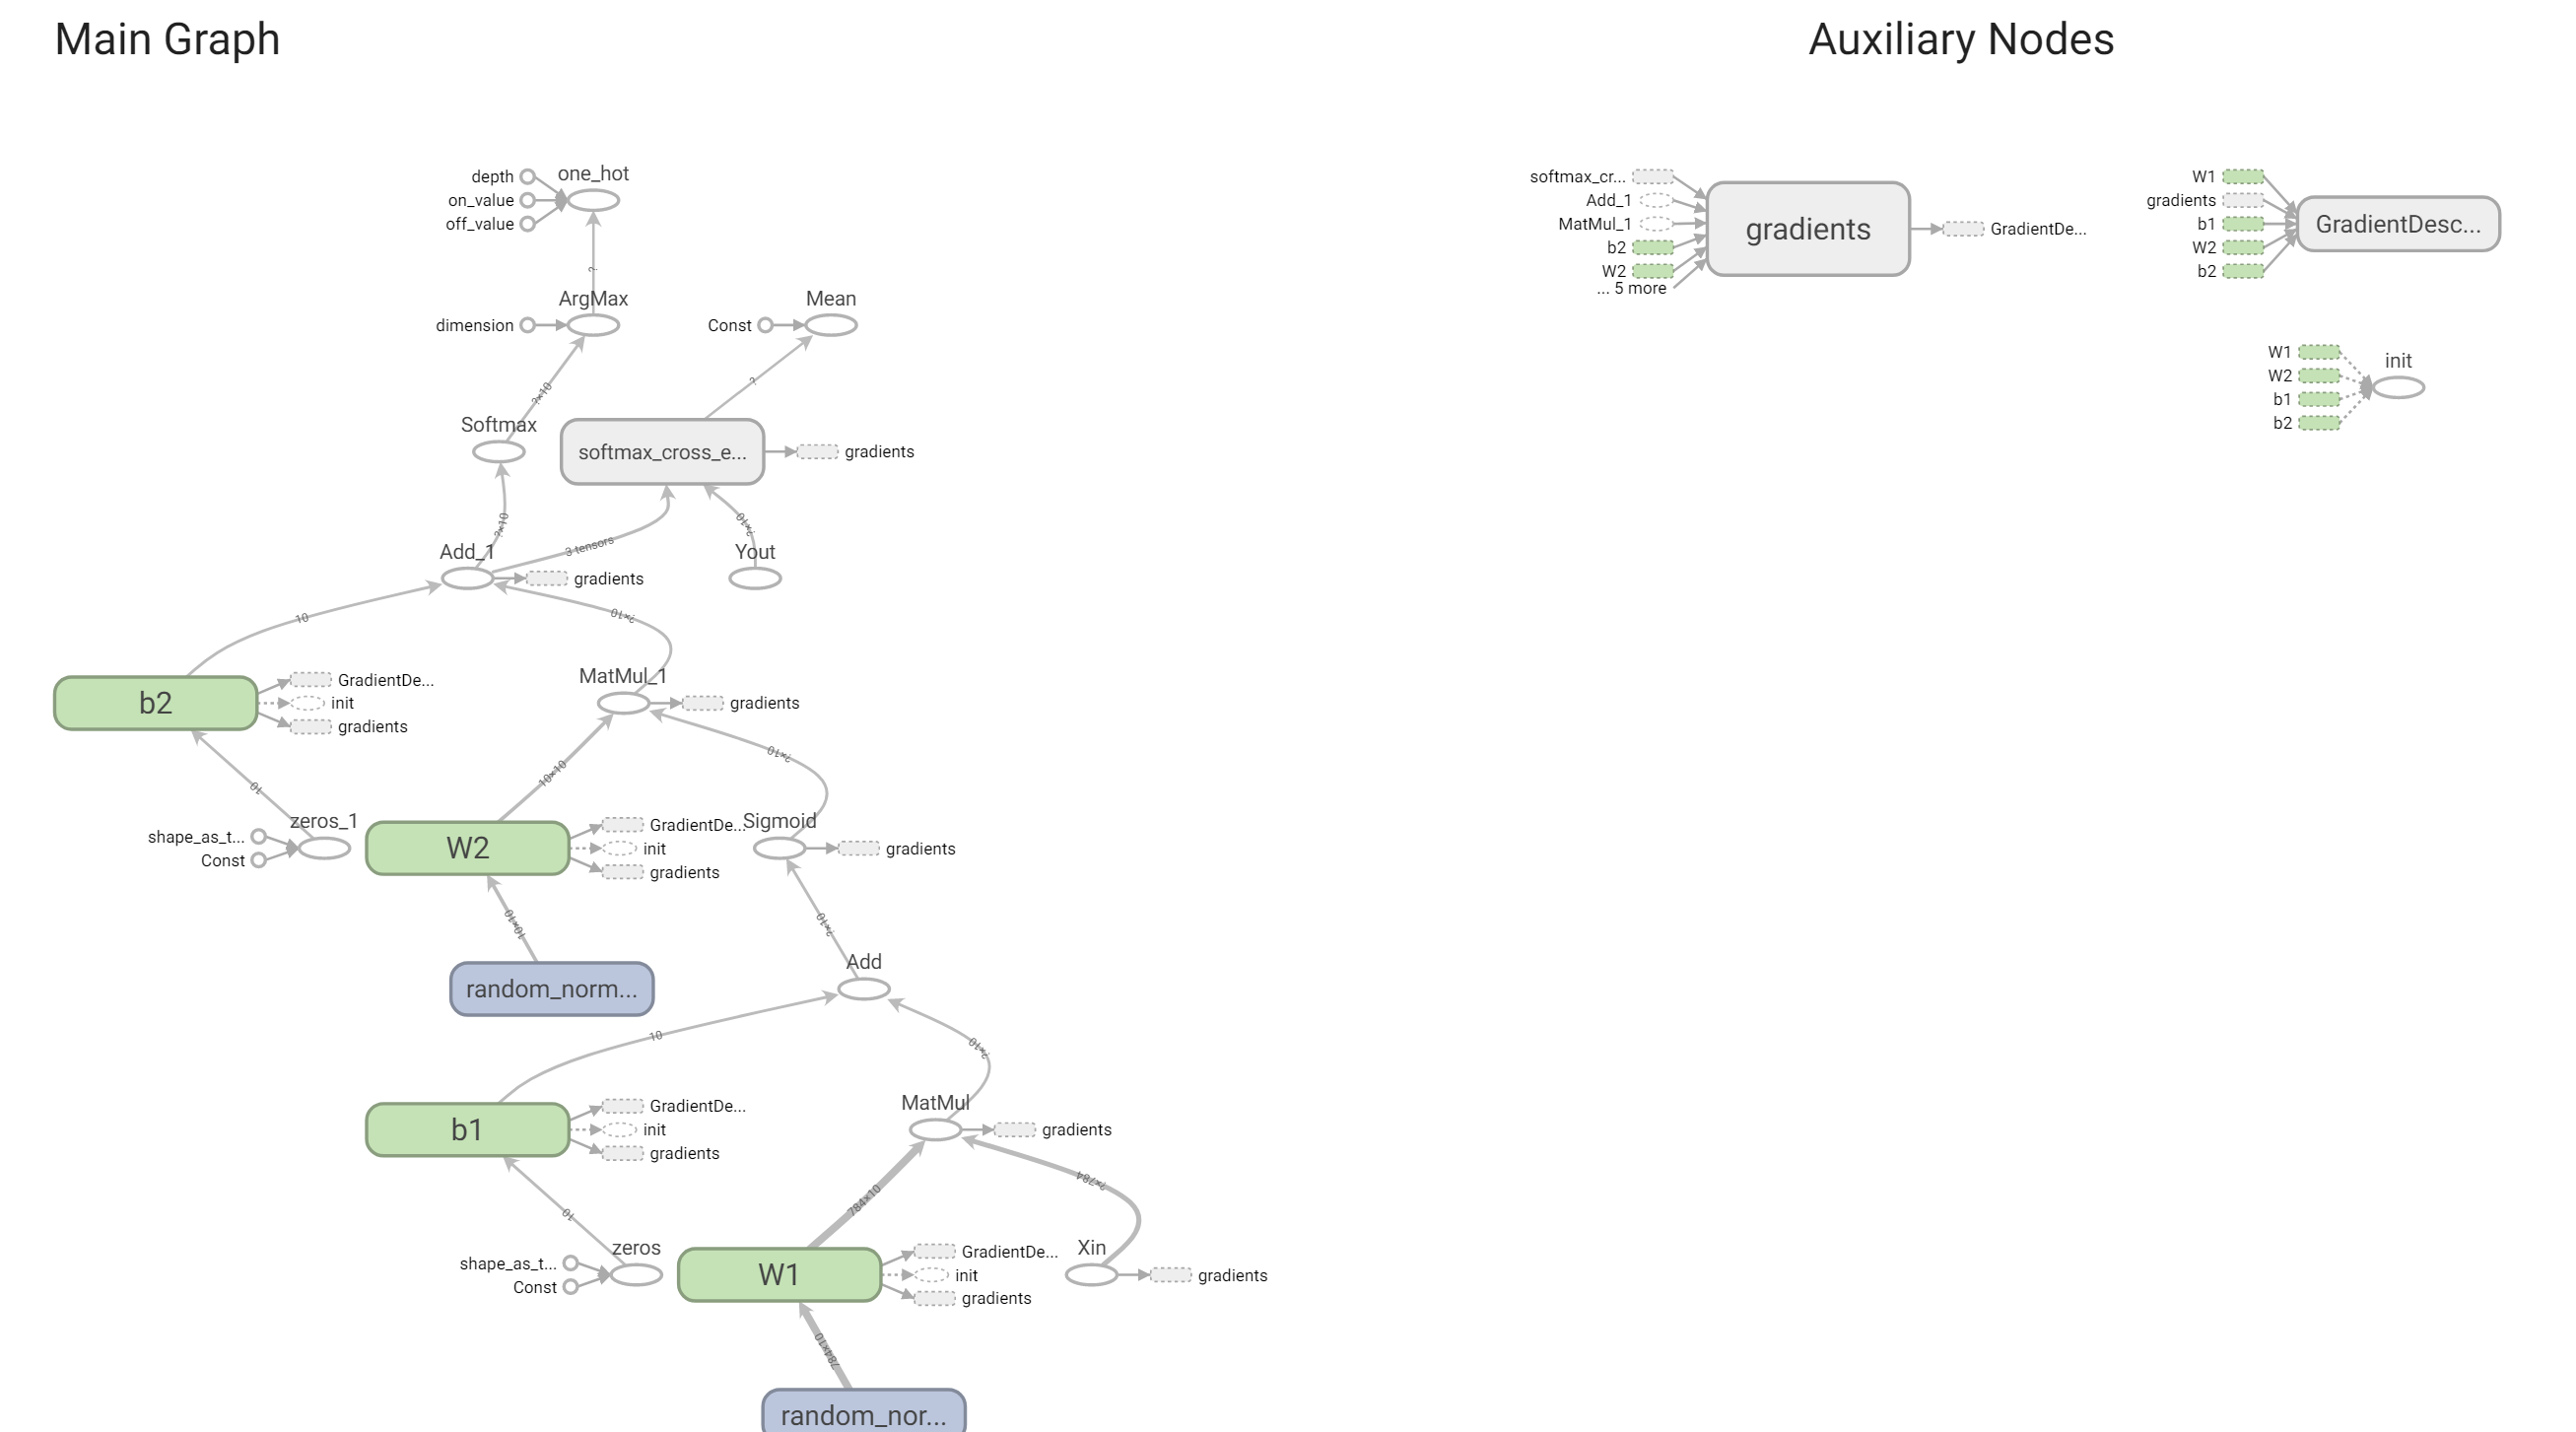 Main Graph
Auxiliary Nodes
depth
one_hot
on_value
off_value
?
ArgMax
dimension
Mean
Const
?×10
?
Softmax
softmax_cross_e...
gradients
?×10
3 tensors
?×10
Add_1
gradients
Yout
10
?×10
b2
GradientDe...
init
gradients
MatMul_1
gradients
10
10×10
?×10
zeros_1
shape_as_t...
Const
W2
GradientDe...
init
gradients
Sigmoid
gradients
10×10
?×10
random_norm...
Add
10
?×10
b1
GradientDe...
init
gradients
MatMul
gradients
10
784×10
?×784
zeros
shape_as_t...
Const
W1
GradientDe...
init
gradients
Xin
gradients
784×10
random_nor...
softmax_cr...
Add_1
MatMul_1
b2
W2
... 5 more
gradients
GradientDe...
W1
gradients
b1
W2
b2
GradientDesc...
W1
W2
b1
b2
init